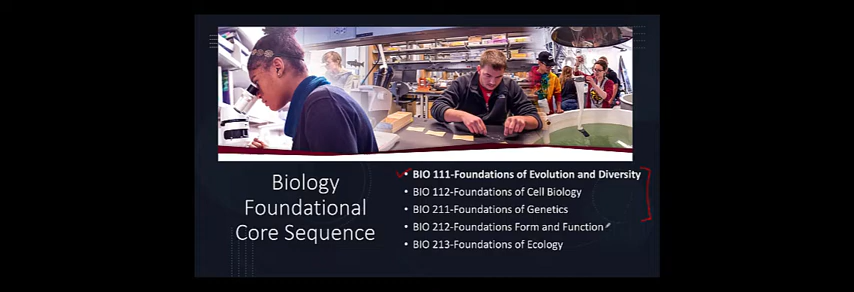 Biology
Foundational
Core Sequence
• BIO 111-Foundations of Evolution and Diversity
• BIO 112-Foundations of Cell Biology
• BIO 211-Foundations of Genetics
• BIO 212-Foundations Form and Function
• BIO 213-Foundations of Ecology